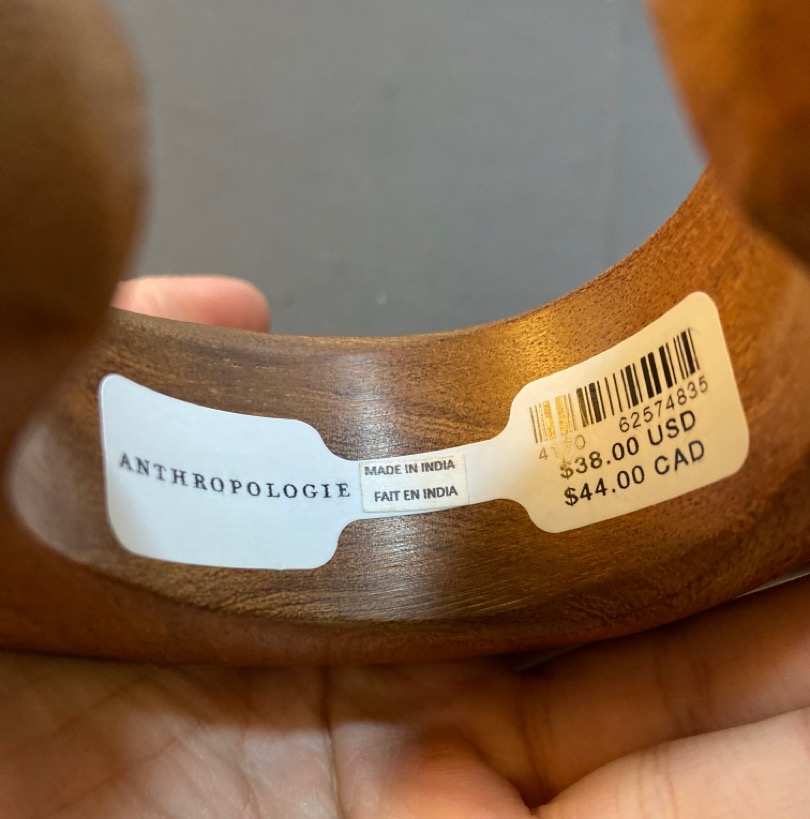 ANTHROPOLOGIE
MADE IN INDIA
FAIT EN INDIA
62574835
$38.00 USD
$44.00 CAD